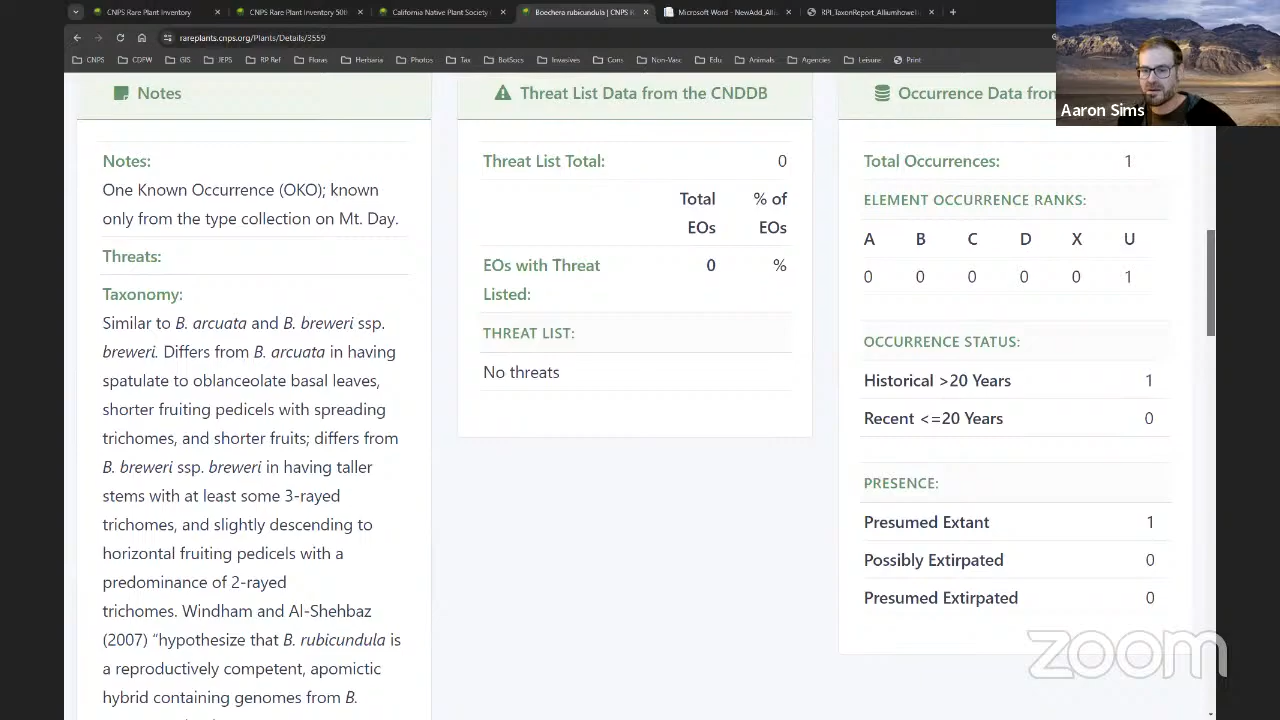 CNPS Rare Plant Inventory
CNPS Rare Plant Inventory 50th
California Native Plant Society
Boechera rubicundula | CNPS R
Microsoft Word - NewAdd_Alli
RPI_TaxonReport_Alliumhowel
rareplants.cnps.org/Plants/Details/3559
CNPS
CDFW
GIS
JEPS
RP Ref
Floras
Herbaria
Photos
Tax
BotSocs
Invasives
Cons
Non-Vasc
Edu
Animals
Agencies
Leisure
Print
Aaron Sims
Notes
Notes:
One Known Occurrence (OKO); known
only from the type collection on Mt. Day.
Threats:
Taxonomy:
Similar to B. arcuata and B. breweri ssp.
breweri. Differs from B. arcuata in having
spatulate to oblanceolate basal leaves,
shorter fruiting pedicels with spreading
trichomes, and shorter fruits; differs from
B. breweri ssp. breweri in having taller
stems with at least some 3-rayed
trichomes, and slightly descending to
horizontal fruiting pedicels with a
predominance of 2-rayed
trichomes. Windham and Al-Shehbaz
(2007) “hypothesize that B. rubicundula is
a reproductively competent, apomictic
hybrid containing genomes from B.
Threat List Data from the CNDDB
Threat List Total: 0
Total % of
EOs EOs
EOs with Threat 0 %
Listed:
THREAT LIST:
No threats
Occurrence Data from
Total Occurrences: 1
ELEMENT OCCURRENCE RANKS:
A B C D X U
0 0 0 0 0 1
OCCURRENCE STATUS:
Historical >20 Years 1
Recent <=20 Years 0
PRESENCE:
Presumed Extant 1
Possibly Extirpated 0
Presumed Extirpated 0
zoom